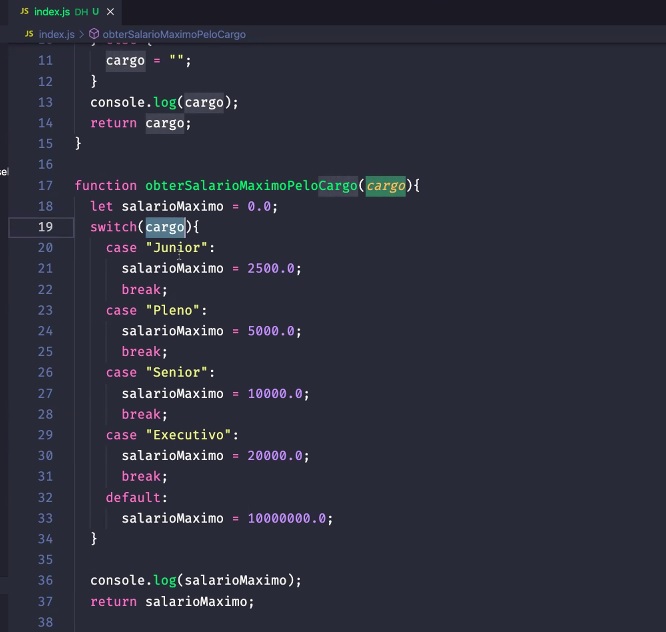 JS index.js DH U ×
JS index.js > obterSalarioMaximoPeloCargo
11 cargo = "";
12 }
13 console.log(cargo);
14 return cargo;
15 }
16
17 function obterSalarioMaximoPeloCargo(cargo){
18 let salarioMaximo = 0.0;
19 switch(cargo){
20 case "Junior":
21 salarioMaximo = 2500.0;
22 break;
23 case "Pleno":
24 salarioMaximo = 5000.0;
25 break;
26 case "Senior":
27 salarioMaximo = 10000.0;
28 break;
29 case "Executivo":
30 salarioMaximo = 20000.0;
31 break;
32 default:
33 salarioMaximo = 10000000.0;
34 }
35
36 console.log(salarioMaximo);
37 return salarioMaximo;
38